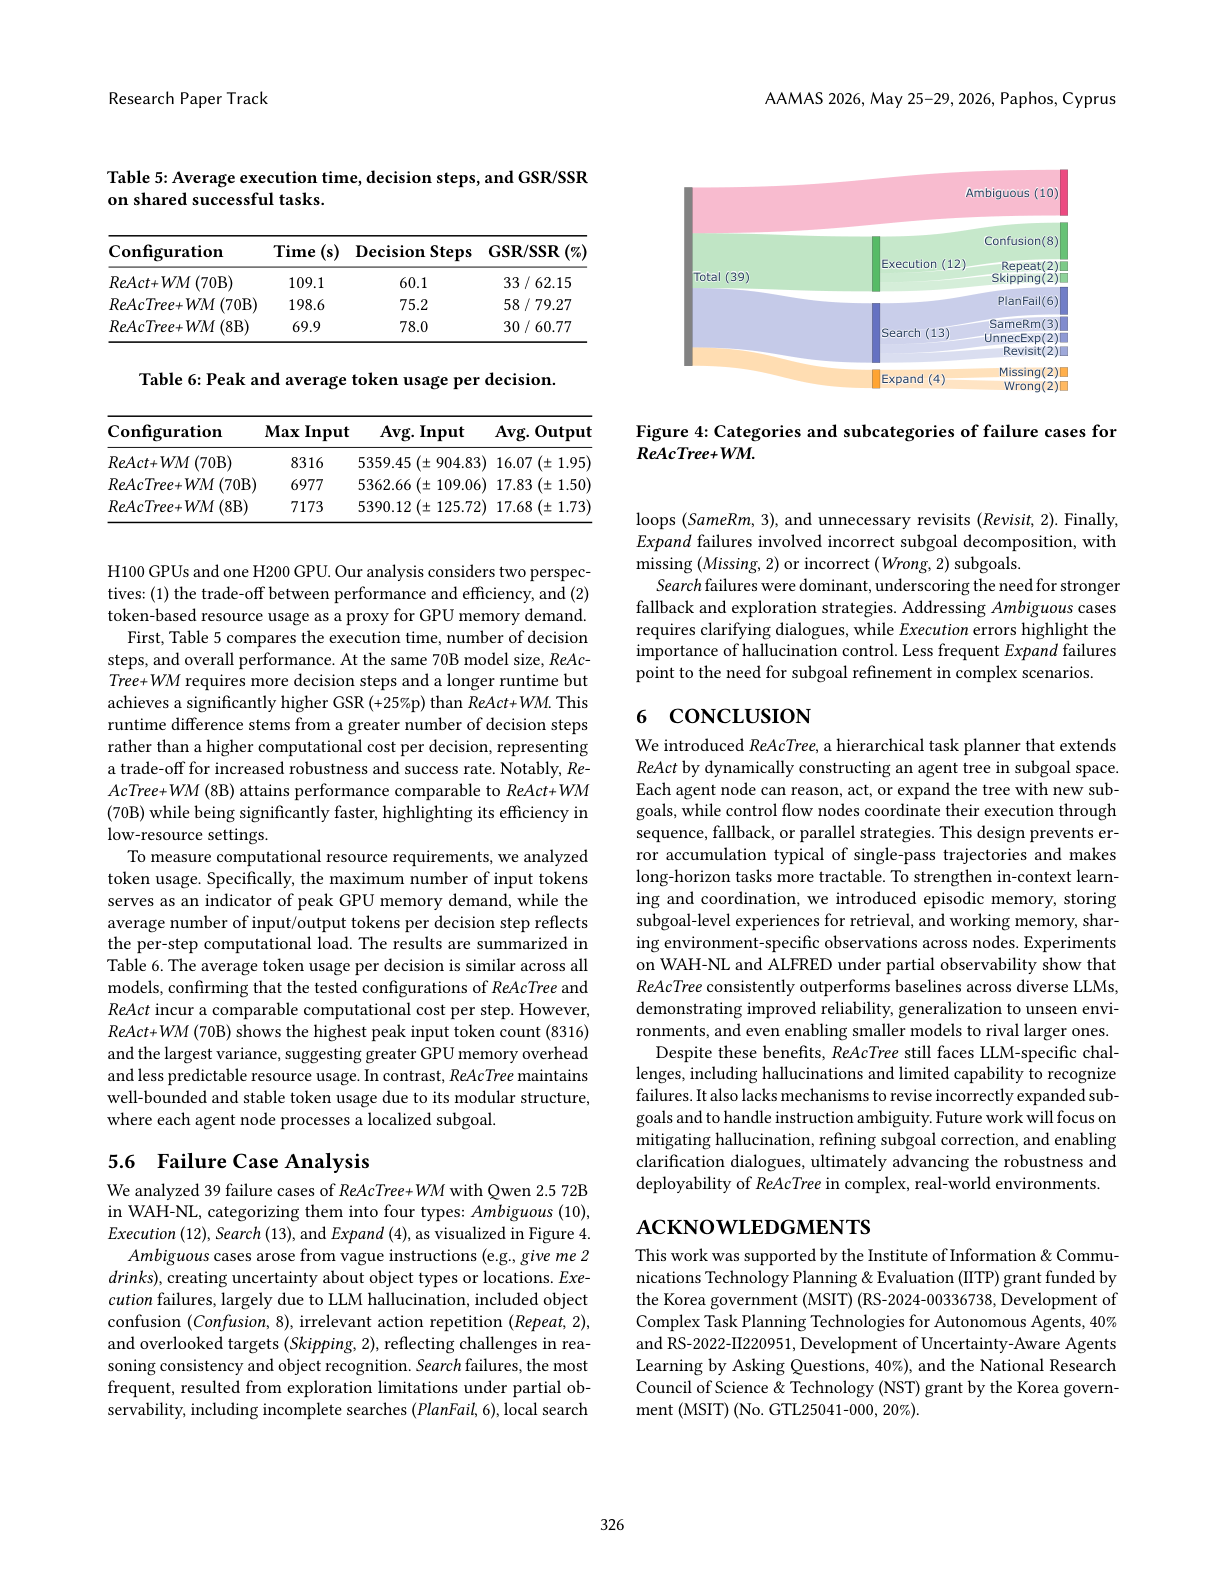 Research Paper Track
AAMAS 2026, May 25–29, 2026, Paphos, Cyprus
Table 5: Average execution time, decision steps, and GSR/SSR
on shared successful tasks.
Configuration Time (s) Decision Steps GSR/SSR (%)
ReAct+WM (70B) 109.1 60.1 33 / 62.15
ReAcTree+WM (70B) 198.6 75.2 58 / 79.27
ReAcTree+WM (8B) 69.9 78.0 30 / 60.77
Table 6: Peak and average token usage per decision.
Configuration Max Input Avg. Input Avg. Output
ReAct+WM (70B) 8316 5359.45 (± 904.83) 16.07 (± 1.95)
ReAcTree+WM (70B) 6977 5362.66 (± 109.06) 17.83 (± 1.50)
ReAcTree+WM (8B) 7173 5390.12 (± 125.72) 17.68 (± 1.73)
H100 GPUs and one H200 GPU. Our analysis considers two perspec-
tives: (1) the trade-off between performance and efficiency, and (2)
token-based resource usage as a proxy for GPU memory demand.
First, Table 5 compares the execution time, number of decision
steps, and overall performance. At the same 70B model size, ReAc-
Tree+WM requires more decision steps and a longer runtime but
achieves a significantly higher GSR (+25%p) than ReAct+WM. This
runtime difference stems from a greater number of decision steps
rather than a higher computational cost per decision, representing
a trade-off for increased robustness and success rate. Notably, Re-
AcTree+WM (8B) attains performance comparable to ReAct+WM
(70B) while being significantly faster, highlighting its efficiency in
low-resource settings.
To measure computational resource requirements, we analyzed
token usage. Specifically, the maximum number of input tokens
serves as an indicator of peak GPU memory demand, while the
average number of input/output tokens per decision step reflects
the per-step computational load. The results are summarized in
Table 6. The average token usage per decision is similar across all
models, confirming that the tested configurations of ReAcTree and
ReAct incur a comparable computational cost per step. However,
ReAct+WM (70B) shows the highest peak input token count (8316)
and the largest variance, suggesting greater GPU memory overhead
and less predictable resource usage. In contrast, ReAcTree maintains
well-bounded and stable token usage due to its modular structure,
where each agent node processes a localized subgoal.
5.6 Failure Case Analysis
We analyzed 39 failure cases of ReAcTree+WM with Qwen 2.5 72B
in WAH-NL, categorizing them into four types: Ambiguous (10),
Execution (12), Search (13), and Expand (4), as visualized in Figure 4.
Ambiguous cases arose from vague instructions (e.g., give me 2
drinks), creating uncertainty about object types or locations. Exe-
cution failures, largely due to LLM hallucination, included object
confusion (Confusion, 8), irrelevant action repetition (Repeat, 2),
and overlooked targets (Skipping, 2), reflecting challenges in rea-
soning consistency and object recognition. Search failures, the most
frequent, resulted from exploration limitations under partial ob-
servability, including incomplete searches (PlanFail, 6), local search
Total (39)
Execution (12)
Search (13)
Expand (4)
Ambiguous (10)
Confusion(8)
Repeat(2)
Skipping(2)
PlanFail(6)
SameRm(3)
UnnecExp(2)
Revisit(2)
Missing(2)
Wrong(2)
Figure 4: Categories and subcategories of failure cases for
ReAcTree+WM.
loops (SameRm, 3), and unnecessary revisits (Revisit, 2). Finally,
Expand failures involved incorrect subgoal decomposition, with
missing (Missing, 2) or incorrect (Wrong, 2) subgoals.
Search failures were dominant, underscoring the need for stronger
fallback and exploration strategies. Addressing Ambiguous cases
requires clarifying dialogues, while Execution errors highlight the
importance of hallucination control. Less frequent Expand failures
point to the need for subgoal refinement in complex scenarios.
6 CONCLUSION
We introduced ReAcTree, a hierarchical task planner that extends
ReAct by dynamically constructing an agent tree in subgoal space.
Each agent node can reason, act, or expand the tree with new sub-
goals, while control flow nodes coordinate their execution through
sequence, fallback, or parallel strategies. This design prevents er-
ror accumulation typical of single-pass trajectories and makes
long-horizon tasks more tractable. To strengthen in-context learn-
ing and coordination, we introduced episodic memory, storing
subgoal-level experiences for retrieval, and working memory, shar-
ing environment-specific observations across nodes. Experiments
on WAH-NL and ALFRED under partial observability show that
ReAcTree consistently outperforms baselines across diverse LLMs,
demonstrating improved reliability, generalization to unseen envi-
ronments, and even enabling smaller models to rival larger ones.
Despite these benefits, ReAcTree still faces LLM-specific chal-
lenges, including hallucinations and limited capability to recognize
failures. It also lacks mechanisms to revise incorrectly expanded sub-
goals and to handle instruction ambiguity. Future work will focus on
mitigating hallucination, refining subgoal correction, and enabling
clarification dialogues, ultimately advancing the robustness and
deployability of ReAcTree in complex, real-world environments.
ACKNOWLEDGMENTS
This work was supported by the Institute of Information & Commu-
nications Technology Planning & Evaluation (IITP) grant funded by
the Korea government (MSIT) (RS-2024-00336738, Development of
Complex Task Planning Technologies for Autonomous Agents, 40%
and RS-2022-II220951, Development of Uncertainty-Aware Agents
Learning by Asking Questions, 40%), and the National Research
Council of Science & Technology (NST) grant by the Korea govern-
ment (MSIT) (No. GTL25041-000, 20%).
326